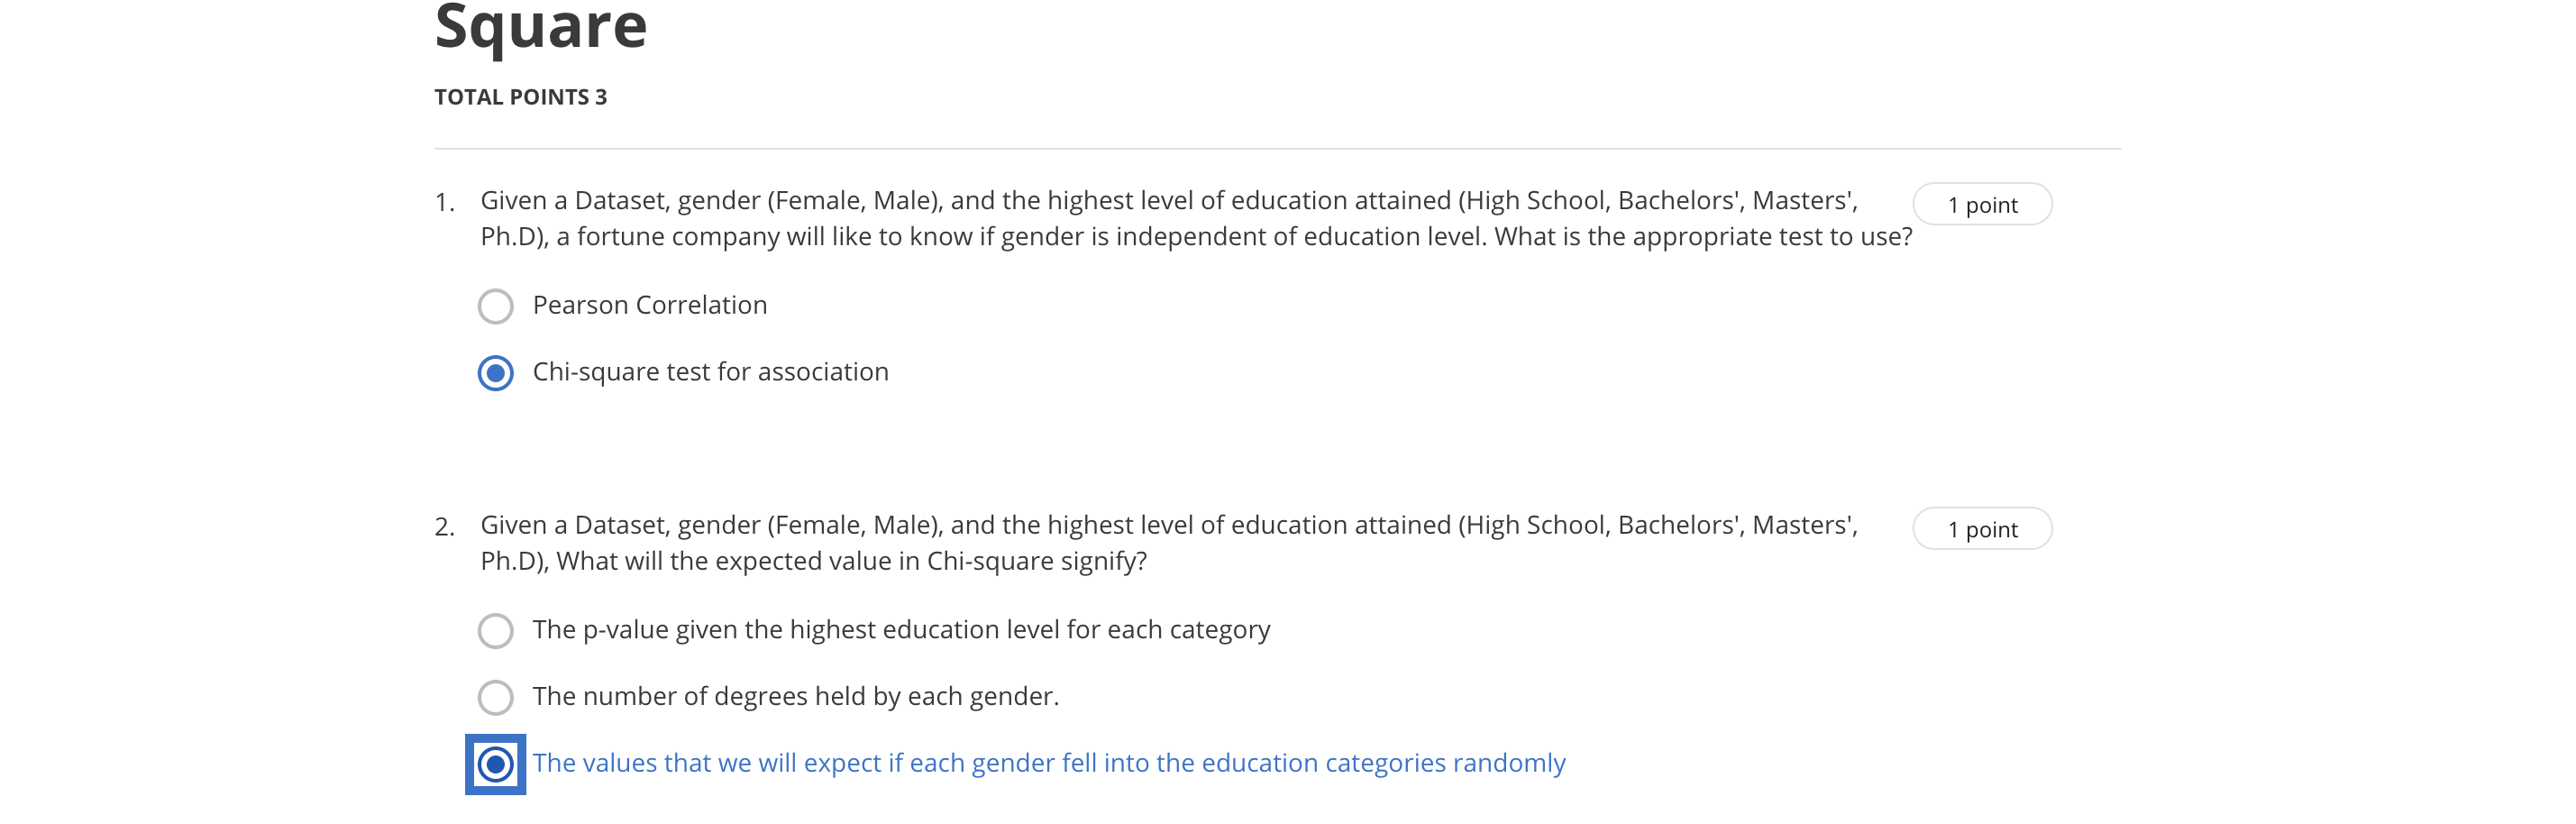 Square
TOTAL POINTS 3
1. Given a Dataset, gender (Female, Male), and the highest level of education attained (High School, Bachelors', Masters', 1 point
Ph.D), a fortune company will like to know if gender is independent of education level. What is the appropriate test to use?
Pearson Correlation
Chi-square test for association
2. Given a Dataset, gender (Female, Male), and the highest level of education attained (High School, Bachelors', Masters', 1 point
Ph.D), What will the expected value in Chi-square signify?
The p-value given the highest education level for each category
The number of degrees held by each gender.
The values that we will expect if each gender fell into the education categories randomly